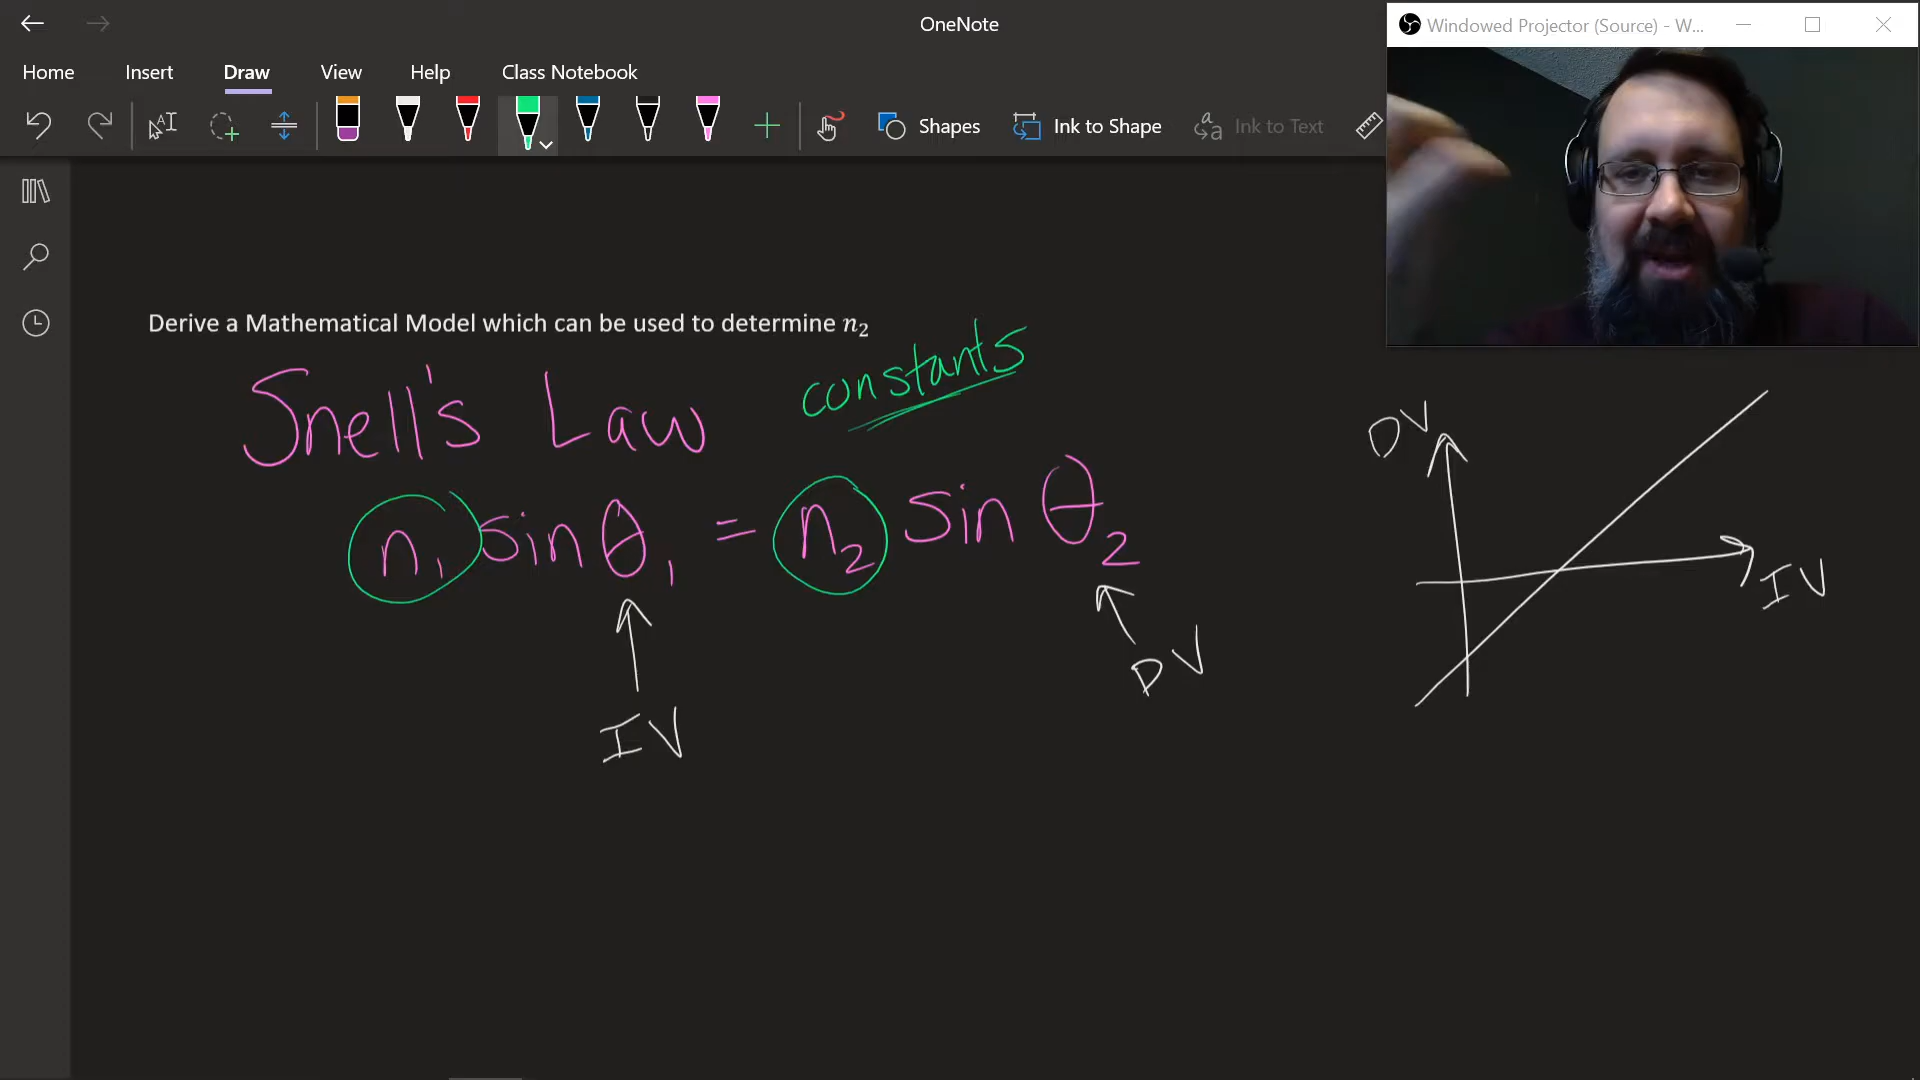 OneNote
Windowed Projector (Source) - W...
Home Insert Draw View Help Class Notebook
Shapes Ink to Shape Ink to Text
Derive a Mathematical Model which can be used to determine n₂
constants
Snell's Law
n₁ sin θ₁ = n₂ sin θ₂
DV
IV
DV
IV